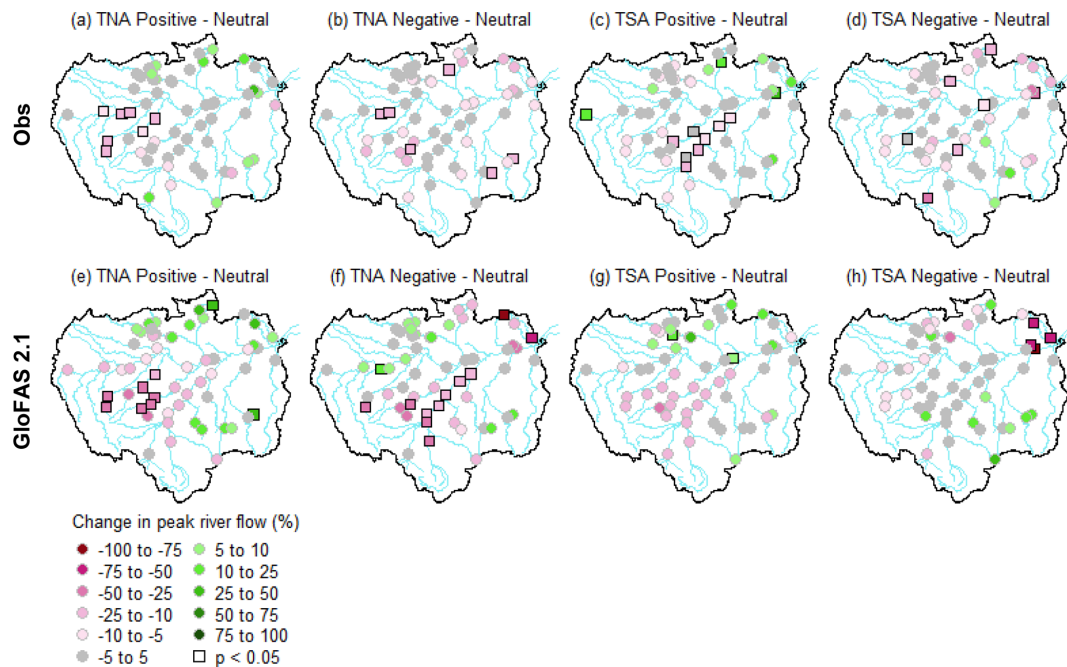 (a) TNA Positive - Neutral
(b) TNA Negative - Neutral
(c) TSA Positive - Neutral
(d) TSA Negative - Neutral
Obs
(e) TNA Positive - Neutral
(f) TNA Negative - Neutral
(g) TSA Positive - Neutral
(h) TSA Negative - Neutral
GloFAS 2.1
Change in peak river flow (%)
-100 to -75
-75 to -50
-50 to -25
-25 to -10
-10 to -5
-5 to 5
5 to 10
10 to 25
25 to 50
50 to 75
75 to 100
p < 0.05